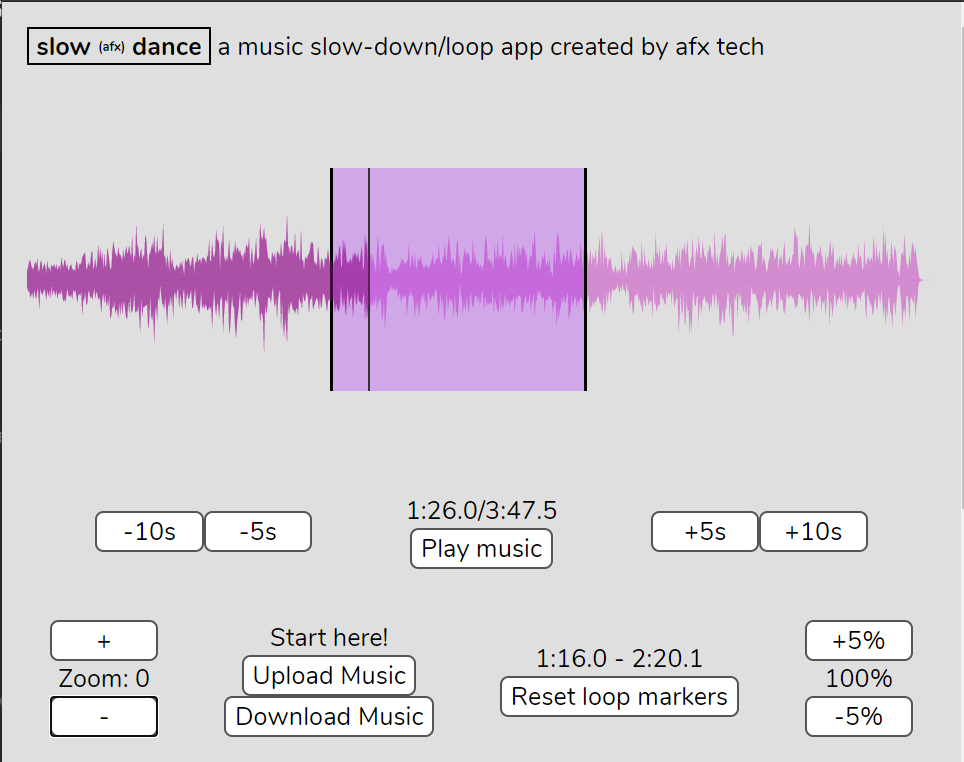 slow (afx) dance a music slow-down/loop app created by afx tech
1:26.0/3:47.5
-10s -5s Play music +5s +10s
+ Start here! +5%
Zoom: 0 Upload Music 1:16.0 - 2:20.1 100%
- Download Music Reset loop markers -5%